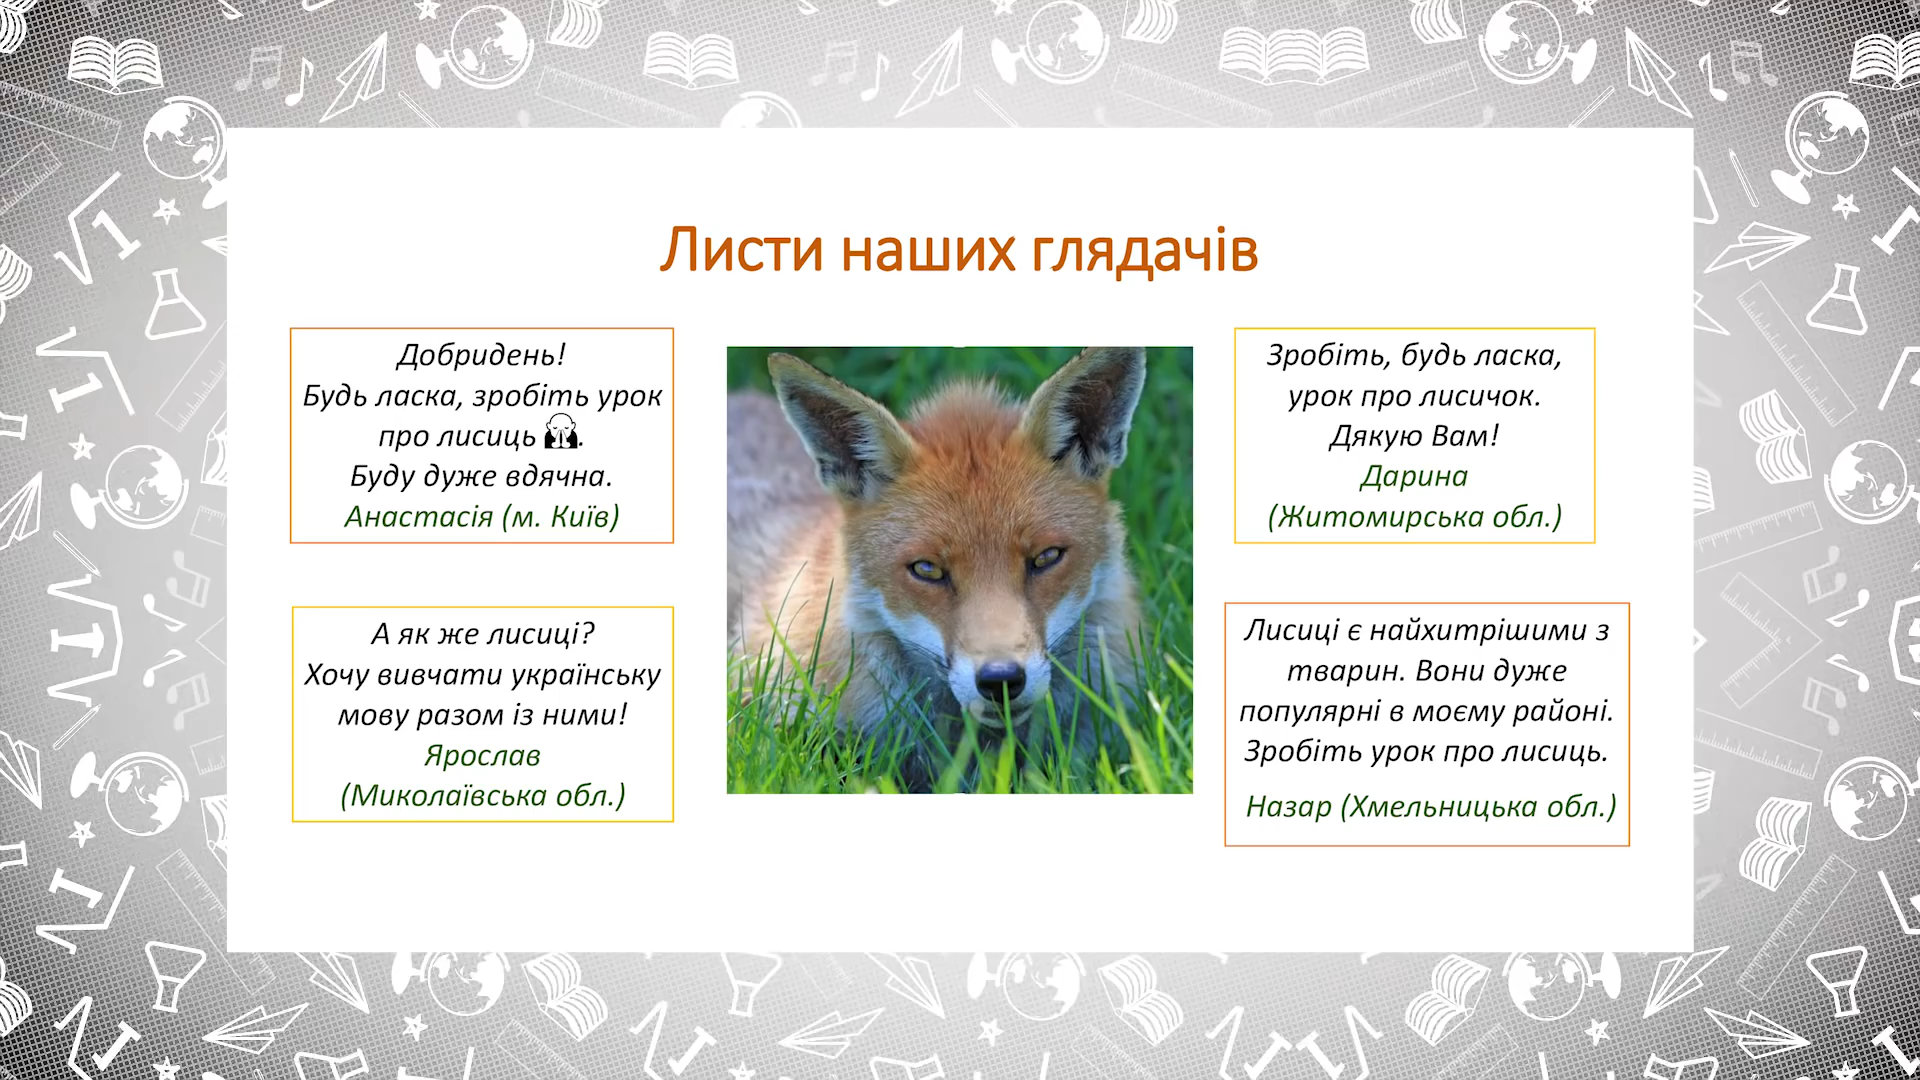 Листи наших глядачів
Добридень!
Будь ласка, зробіть урок
про лисиць 🙏.
Буду дуже вдячна.
Анастасія (м. Київ)
Зробіть, будь ласка,
урок про лисичок.
Дякую Вам!
Дарина
(Житомирська обл.)
А як же лисиці?
Хочу вивчати українську
мову разом із ними!
Ярослав
(Миколаївська обл.)
Лисиці є найхитрішими з
тварин. Вони дуже
популярні в моєму районі.
Зробіть урок про лисиць.
Назар (Хмельницька обл.)